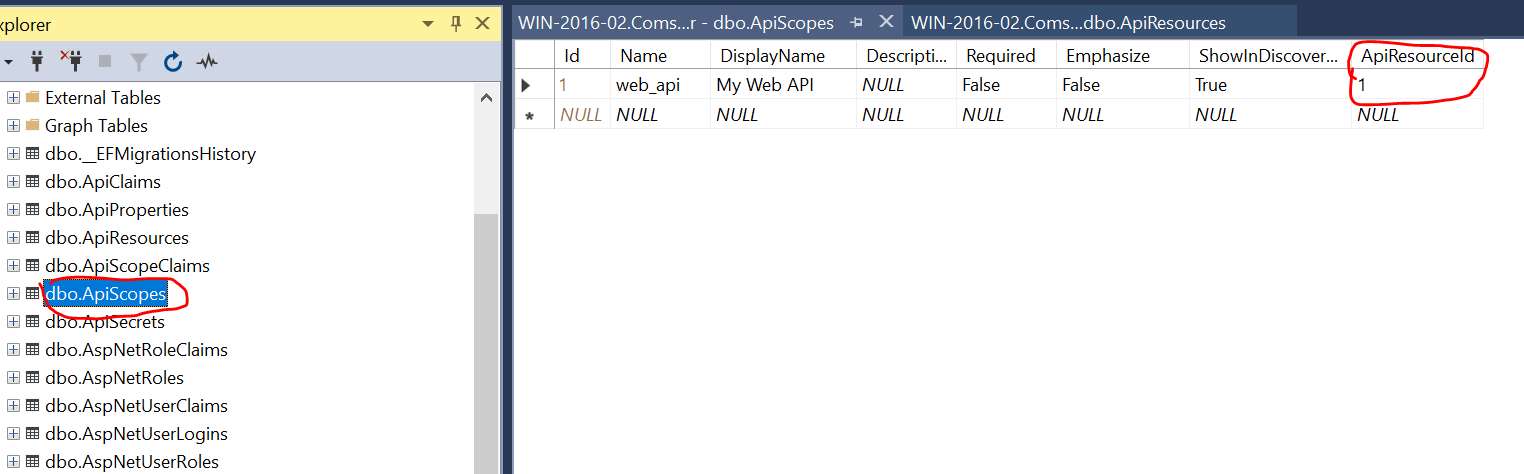 xplorer
External Tables
Graph Tables
dbo.__EFMigrationsHistory
dbo.ApiClaims
dbo.ApiProperties
dbo.ApiResources
dbo.ApiScopeClaims
dbo.ApiScopes
dbo.ApiSecrets
dbo.AspNetRoleClaims
dbo.AspNetRoles
dbo.AspNetUserClaims
dbo.AspNetUserLogins
dbo.AspNetUserRoles
WIN-2016-02.Coms...r - dbo.ApiScopes WIN-2016-02.Coms...dbo.ApiResources
Id Name DisplayName Descripti... Required Emphasize ShowInDiscover... ApiResourceId
1 web_api My Web API NULL False False True 1
NULL NULL NULL NULL NULL NULL NULL NULL